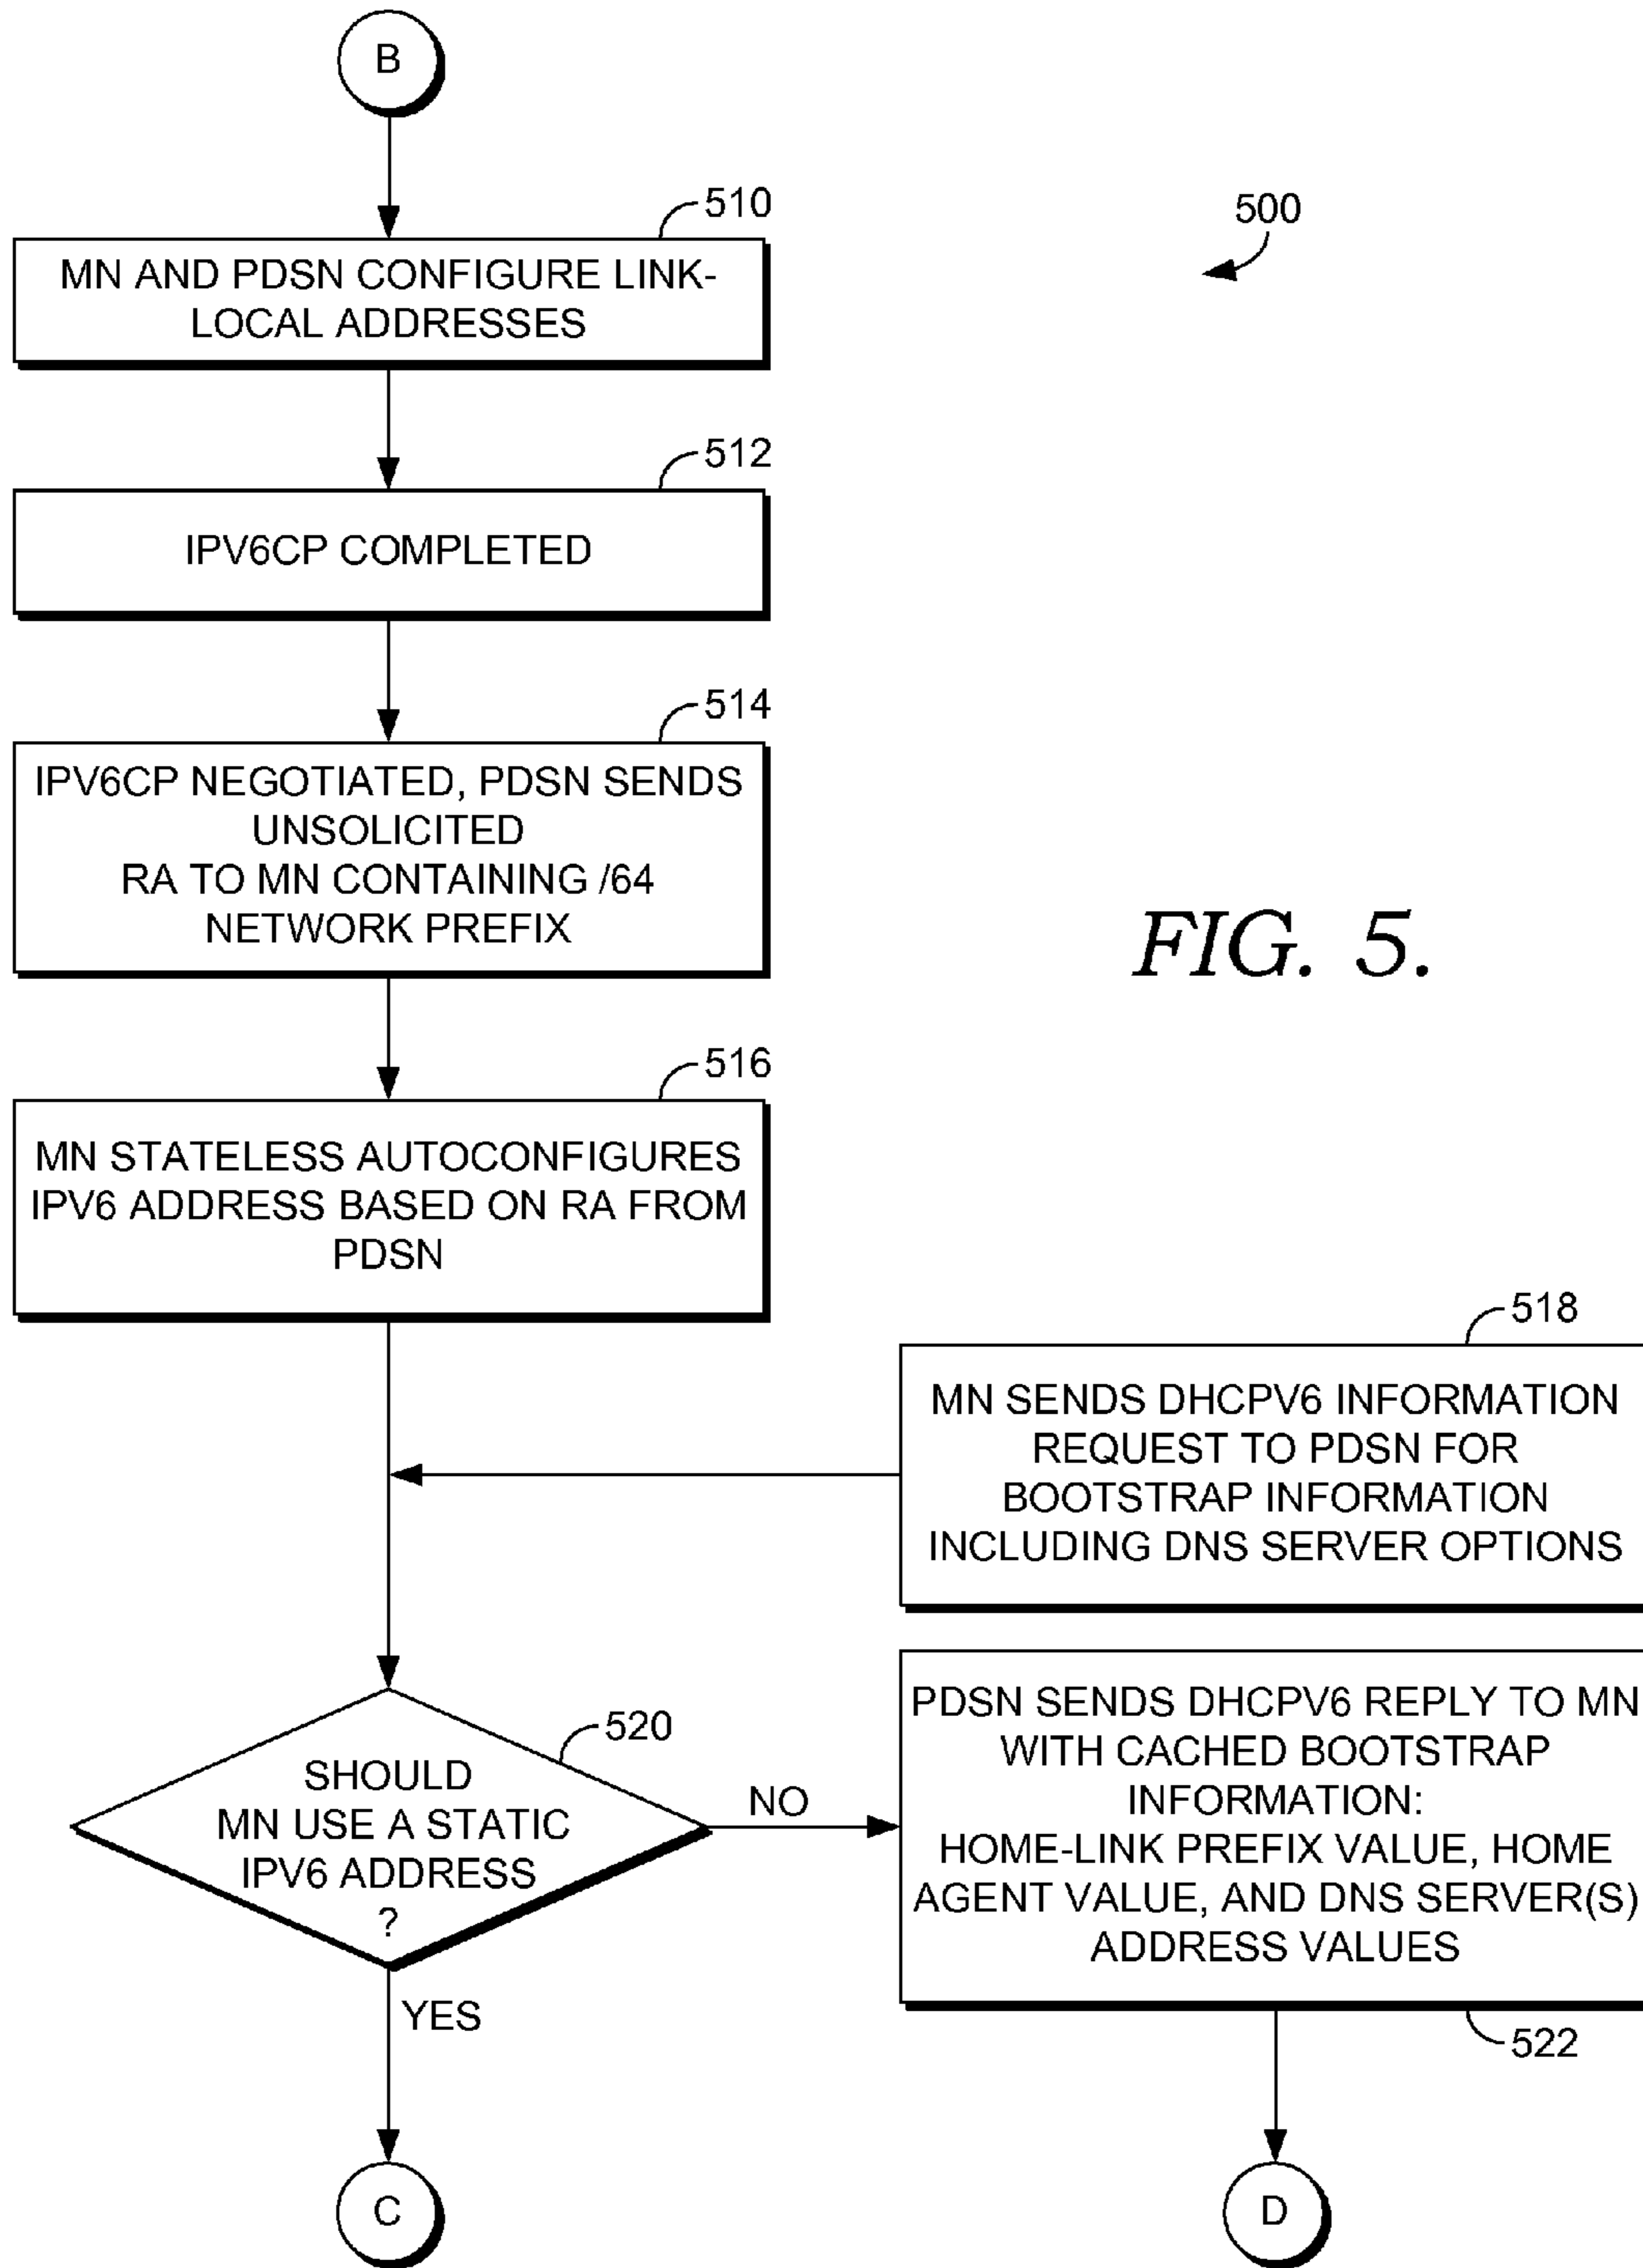 B
510
500
MN AND PDSN CONFIGURE LINK-
LOCAL ADDRESSES
512
IPV6CP COMPLETED
514
IPV6CP NEGOTIATED, PDSN SENDS
UNSOLICITED
RA TO MN CONTAINING /64
NETWORK PREFIX
FIG. 5.
516
MN STATELESS AUTOCONFIGURES
IPV6 ADDRESS BASED ON RA FROM
PDSN
518
MN SENDS DHCPV6 INFORMATION
REQUEST TO PDSN FOR
BOOTSTRAP INFORMATION
INCLUDING DNS SERVER OPTIONS
520
SHOULD
MN USE A STATIC
IPV6 ADDRESS
?
NO
YES
PDSN SENDS DHCPV6 REPLY TO MN
WITH CACHED BOOTSTRAP
INFORMATION:
HOME-LINK PREFIX VALUE, HOME
AGENT VALUE, AND DNS SERVER(S)
ADDRESS VALUES
522
C
D